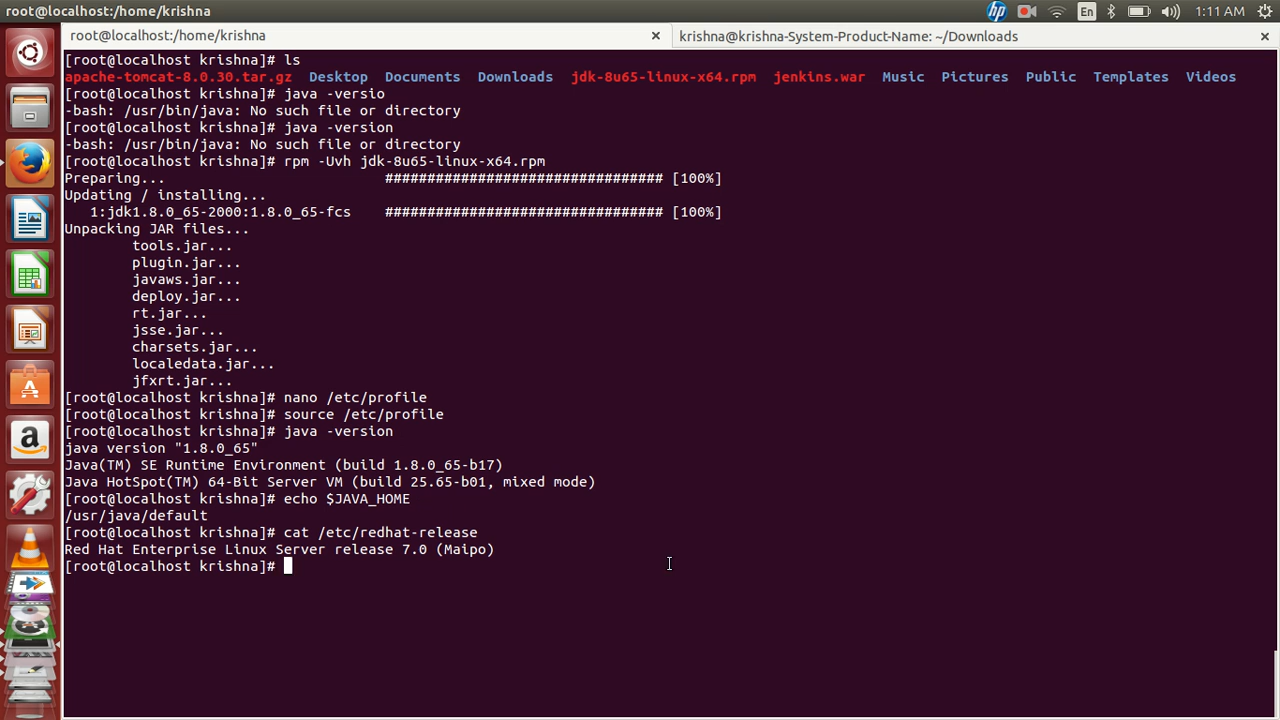 root@localhost:/home/krishna
En
1:11 AM
root@localhost:/home/krishna
krishna@krishna-System-Product-Name: ~/Downloads
[root@localhost krishna]# ls
apache-tomcat-8.0.30.tar.gz  Desktop  Documents  Downloads  jdk-8u65-linux-x64.rpm  jenkins.war  Music  Pictures  Public  Templates  Videos
[root@localhost krishna]# java -versio
-bash: /usr/bin/java: No such file or directory
[root@localhost krishna]# java -version
-bash: /usr/bin/java: No such file or directory
[root@localhost krishna]# rpm -Uvh jdk-8u65-linux-x64.rpm
Preparing...                          ################################# [100%]
Updating / installing...
   1:jdk1.8.0_65-2000:1.8.0_65-fcs    ################################# [100%]
Unpacking JAR files...
        tools.jar...
        plugin.jar...
        javaws.jar...
        deploy.jar...
        rt.jar...
        jsse.jar...
        charsets.jar...
        localedata.jar...
        jfxrt.jar...
[root@localhost krishna]# nano /etc/profile
[root@localhost krishna]# source /etc/profile
[root@localhost krishna]# java -version
java version "1.8.0_65"
Java(TM) SE Runtime Environment (build 1.8.0_65-b17)
Java HotSpot(TM) 64-Bit Server VM (build 25.65-b01, mixed mode)
[root@localhost krishna]# echo $JAVA_HOME
/usr/java/default
[root@localhost krishna]# cat /etc/redhat-release
Red Hat Enterprise Linux Server release 7.0 (Maipo)
[root@localhost krishna]#